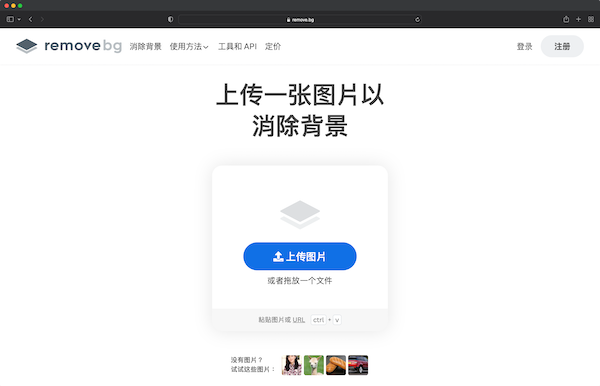 remove.bg
removebg 消除背景 使用方法 工具和 API 定价 登录 注册
上传一张图片以
消除背景
上传图片
或者拖放一个文件
粘贴图片或 URL ctrl + v
没有图片？
试试这些图片：